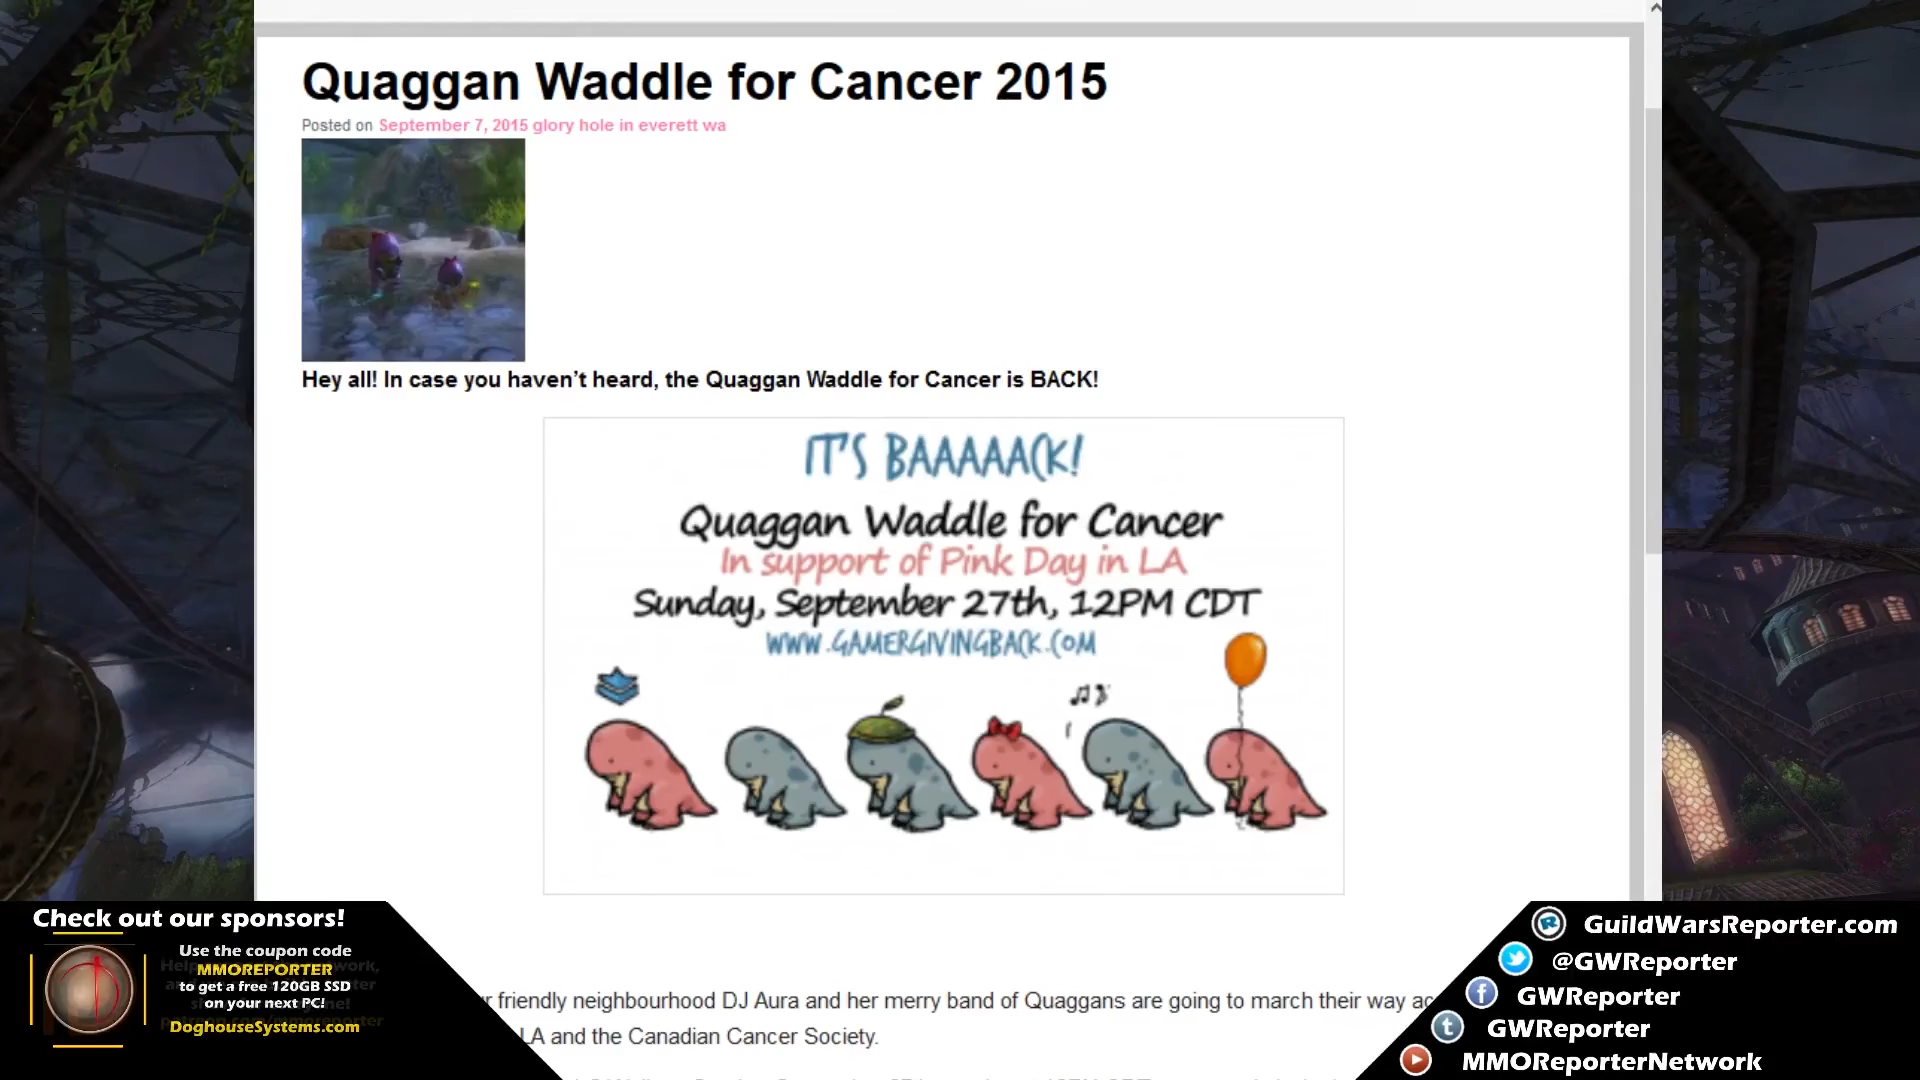 Quaggan Waddle for Cancer 2015
Posted on September 7, 2015 glory hole in everett wa
Hey all! In case you haven't heard, the Quaggan Waddle for Cancer is BACK!
IT'S BAAAAACK!
Quaggan Waddle for Cancer
In support of Pink Day in LA
Sunday, September 27th, 12PM CDT
WWW.GAMERGIVINGBACK.COM
friendly neighbourhood DJ Aura and her merry band of Quaggans are going to march their way
LA and the Canadian Cancer Society.
Check out our sponsors!
Use the coupon code
MMOREPORTER
to get a free 120GB SSD
on your next PC!
DoghouseSystems.com
GuildWarsReporter.com
@GWReporter
GWReporter
GWReporter
MMOReporterNetwork